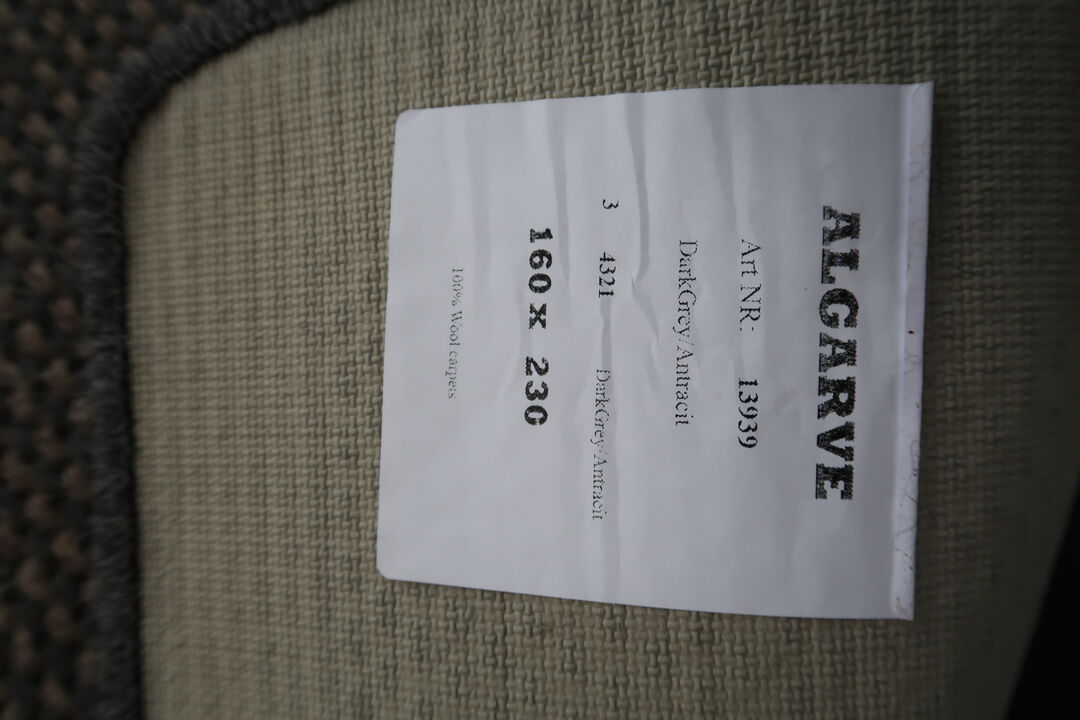 ALGARVE
Art NR: 13939
DarkGrey/Antracit
3 4321 DarkGrey/Antracit
160 x 230
100% Wool carpets